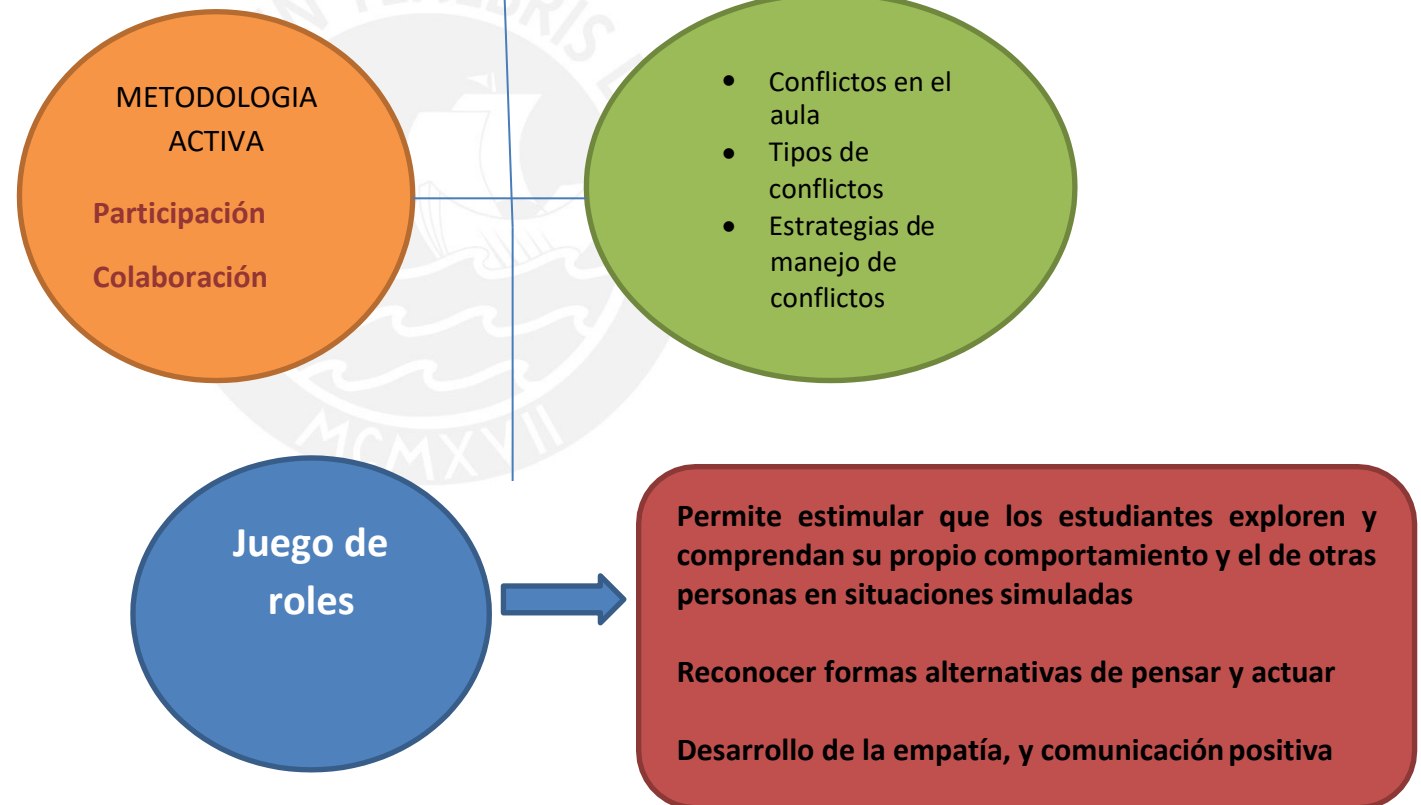 METODOLOGIA
ACTIVA
Participación
Colaboración
• Conflictos en el
aula
• Tipos de
conflictos
• Estrategias de
manejo de
conflictos
Juego de
roles
Permite estimular que los estudiantes exploren y
comprendan su propio comportamiento y el de otras
personas en situaciones simuladas
Reconocer formas alternativas de pensar y actuar
Desarrollo de la empatía, y comunicación positiva
MCMXVII